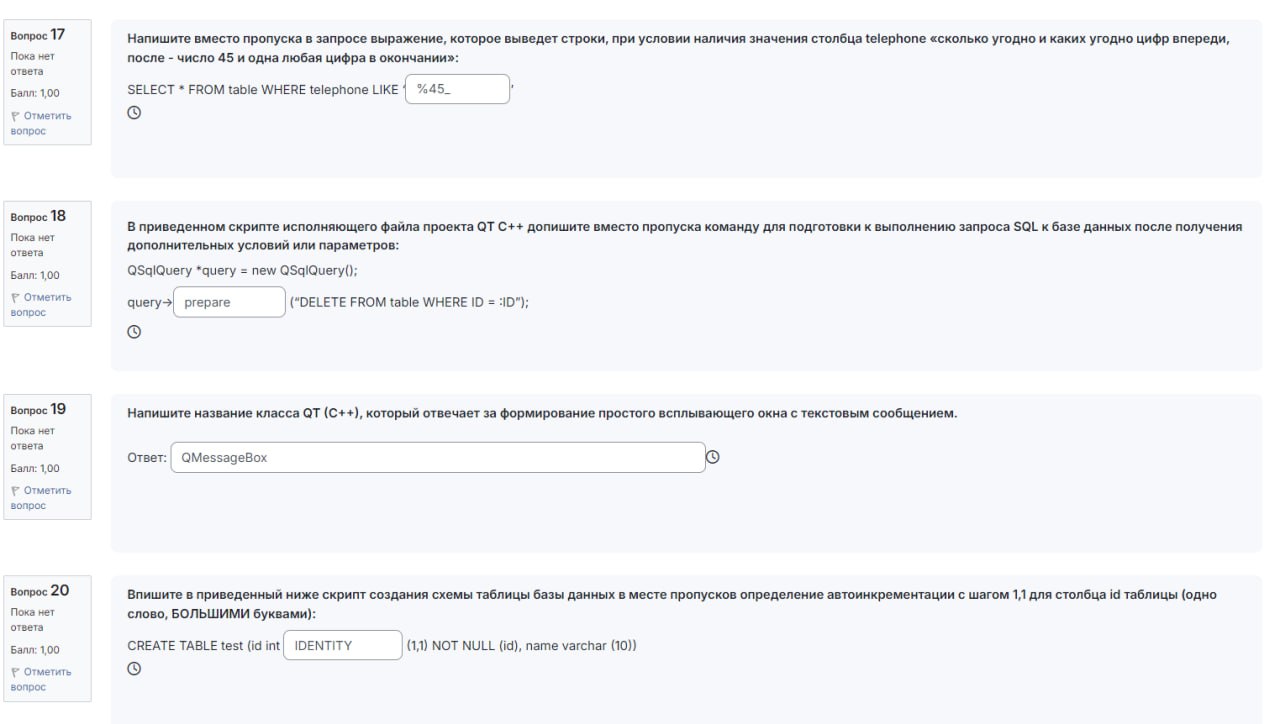 Вопрос 17
Пока нет
ответа
Балл: 1,00
Отметить
вопрос
Напишите вместо пропуска в запросе выражение, которое выведет строки, при условии наличия значения столбца telephone «сколько угодно и каких угодно цифр впереди,
после - число 45 и одна любая цифра в окончании»:
SELECT * FROM table WHERE telephone LIKE ‘ %45_ ’
Вопрос 18
Пока нет
ответа
Балл: 1,00
Отметить
вопрос
В приведенном скрипте исполняющего файла проекта QT C++ допишите вместо пропуска команду для подготовки к выполнению запроса SQL к базе данных после получения
дополнительных условий или параметров:
QSqlQuery *query = new QSqlQuery();
query→ prepare (“DELETE FROM table WHERE ID = :ID”);
Вопрос 19
Пока нет
ответа
Балл: 1,00
Отметить
вопрос
Напишите название класса QT (C++), который отвечает за формирование простого всплывающего окна с текстовым сообщением.
Ответ: QMessageBox
Вопрос 20
Пока нет
ответа
Балл: 1,00
Отметить
вопрос
Впишите в приведенный ниже скрипт создания схемы таблицы базы данных в месте пропусков определение автоинкрементации с шагом 1,1 для столбца id таблицы (одно
слово, БОЛЬШИМИ буквами):
CREATE TABLE test (id int IDENTITY (1,1) NOT NULL (id), name varchar (10))